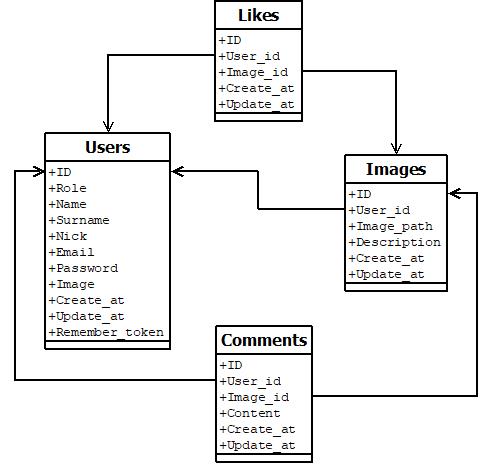 Likes
+ID
+User_id
+Image_id
+Create_at
+Update_at
Users
+ID
+Role
+Name
+Surname
+Nick
+Email
+Password
+Image
+Create_at
+Update_at
+Remember_token
Images
+ID
+User_id
+Image_path
+Description
+Create_at
+Update_at
Comments
+ID
+User_id
+Image_id
+Content
+Create_at
+Update_at